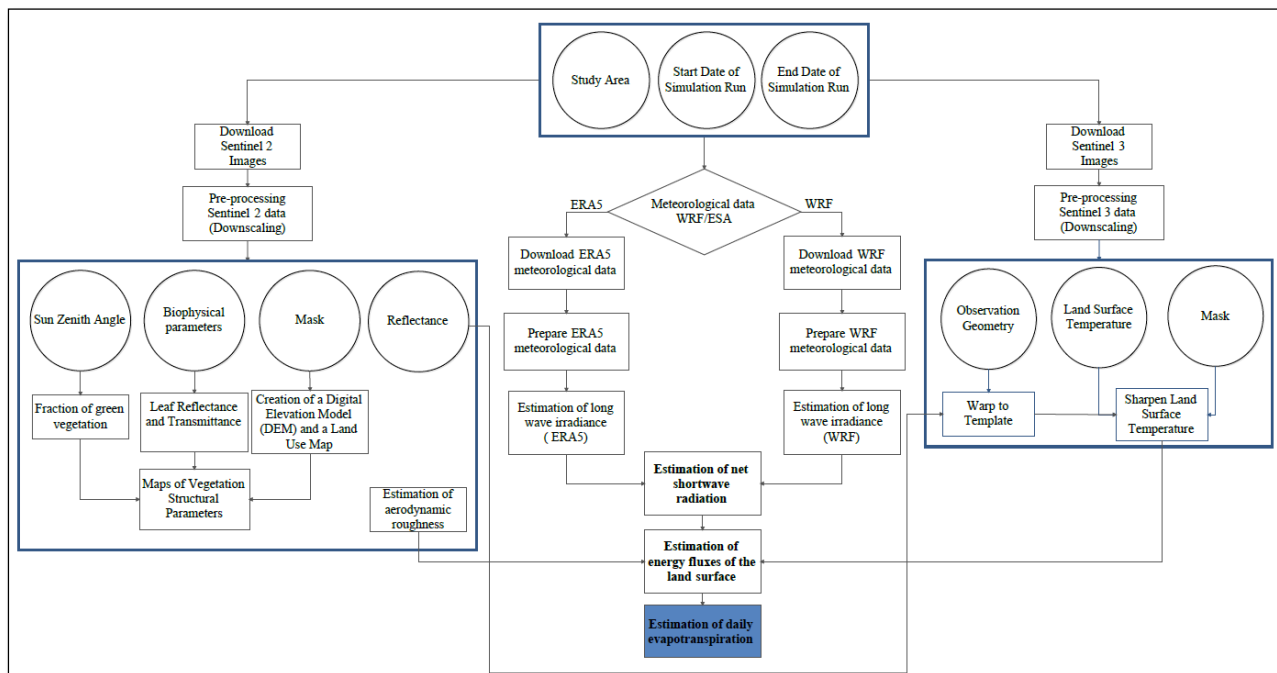 Study Area
Start Date of
Simulation Run
End Date of
Simulation Run
Download
Sentinel 2
Images
Download
Sentinel 3
Images
Pre-processing
Sentinel 2 data
(Downscaling)
ERA5
Meteorological data
WRF/ESA
WRF
Pre-processing
Sentinel 3 data
(Downscaling)
Download ERA5
meteorological data
Download WRF
meteorological data
Sun Zenith Angle
Biophysical
parameters
Mask
Reflectance
Prepare ERA5
meteorological data
Prepare WRF
meteorological data
Observation
Geometry
Land Surface
Temperature
Mask
Fraction of green
vegetation
Leaf Reflectance
and Transmittance
Creation of a Digital
Elevation Model
(DEM) and a Land
Use Map
Estimation of long
wave irradiance
( ERA5)
Estimation of long
wave irradiance
(WRF)
Warp to
Template
Sharpen Land
Surface
Temperature
Maps of Vegetation
Structural
Parameters
Estimation of
aerodynamic
roughness
Estimation of net
shortwave
radiation
Estimation of
energy fluxes of the
land surface
Estimation of daily
evapotranspiration